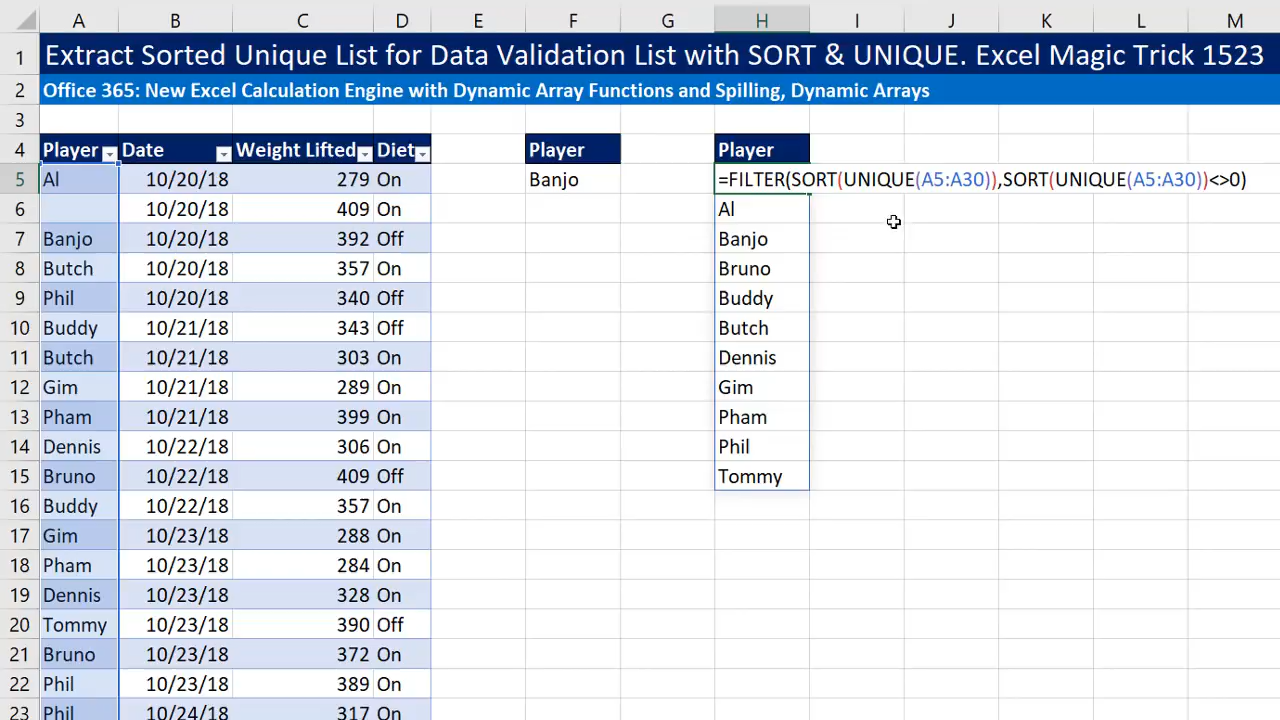 A B C D E F G H I J K L M
1 Extract Sorted Unique List for Data Validation List with SORT & UNIQUE. Excel Magic Trick 1523
2 Office 365: New Excel Calculation Engine with Dynamic Array Functions and Spilling, Dynamic Arrays
3
4 Player Date Weight Lifted Diet Player Player
5 Al 10/20/18 279 On Banjo =FILTER(SORT(UNIQUE(A5:A30)),SORT(UNIQUE(A5:A30))<>0)
6 10/20/18 409 On Al
7 Banjo 10/20/18 392 Off Banjo
8 Butch 10/20/18 357 On Bruno
9 Phil 10/20/18 340 Off Buddy
10 Buddy 10/21/18 343 Off Butch
11 Butch 10/21/18 303 On Dennis
12 Gim 10/21/18 289 On Gim
13 Pham 10/21/18 399 On Pham
14 Dennis 10/22/18 306 On Phil
15 Bruno 10/22/18 409 Off Tommy
16 Buddy 10/22/18 357 On
17 Gim 10/23/18 288 On
18 Pham 10/23/18 284 On
19 Dennis 10/23/18 328 On
20 Tommy 10/23/18 390 Off
21 Bruno 10/23/18 372 On
22 Phil 10/23/18 389 On
23 Phil 10/24/18 317 On